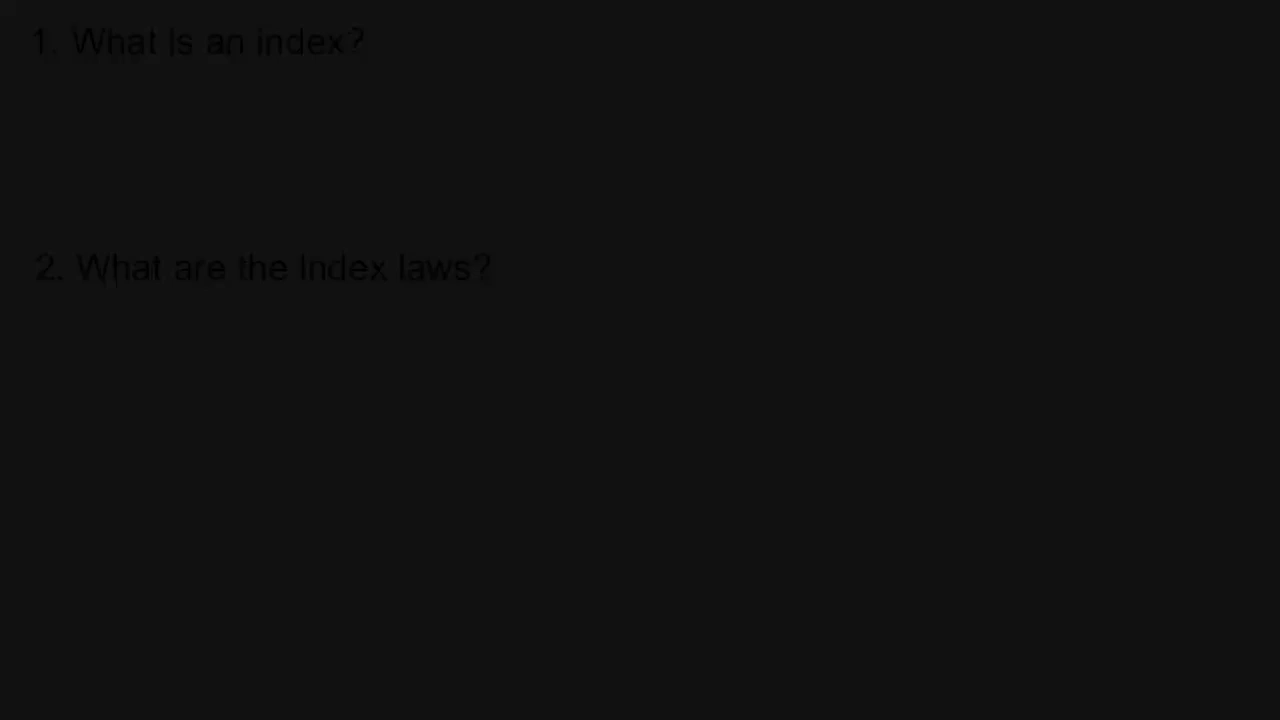 1. What is an index?
2. What are the Index laws?